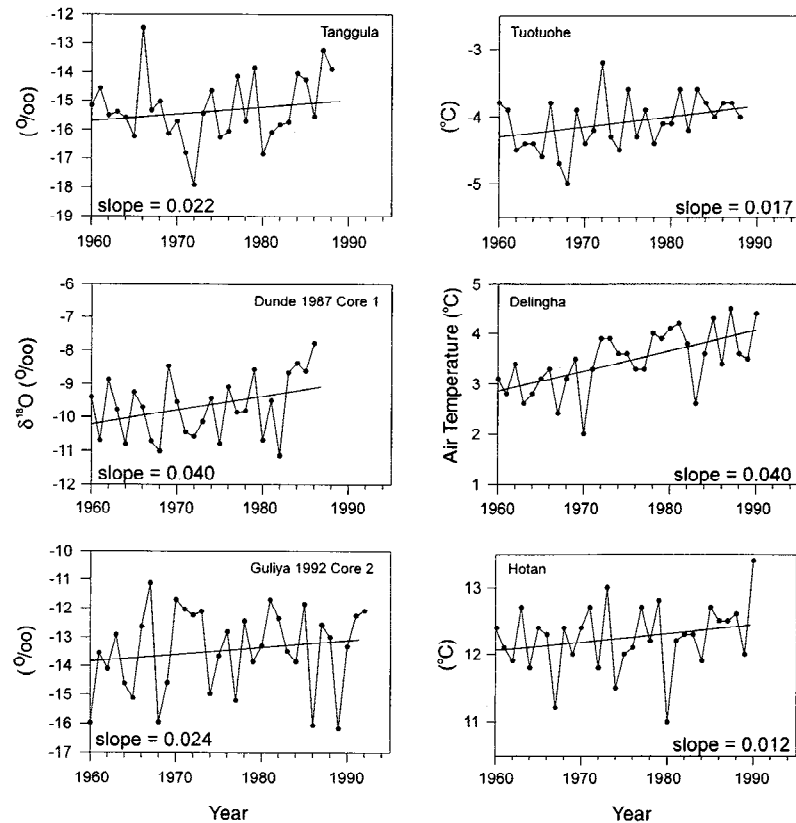 Tanggula
-12
-13
-14
-15
-16
-17
-18
-19
(⁰/oo)
slope = 0.022
1960
1970
1980
1990
Tuotuohe
-3
-4
-5
(°C)
slope = 0.017
1960
1970
1980
1990
Dunde 1987 Core 1
-6
-7
-8
-9
-10
-11
-12
δ¹⁸O (⁰/oo)
slope = 0.040
1960
1970
1980
1990
Delingha
5
4
3
2
1
Air Temperature (°C)
slope = 0.040
1960
1970
1980
1990
Guliya 1992 Core 2
-10
-11
-12
-13
-14
-15
-16
-17
(⁰/oo)
slope = 0.024
1960
1970
1980
1990
Year
Hotan
13
12
11
(°C)
slope = 0.012
1960
1970
1980
1990
Year